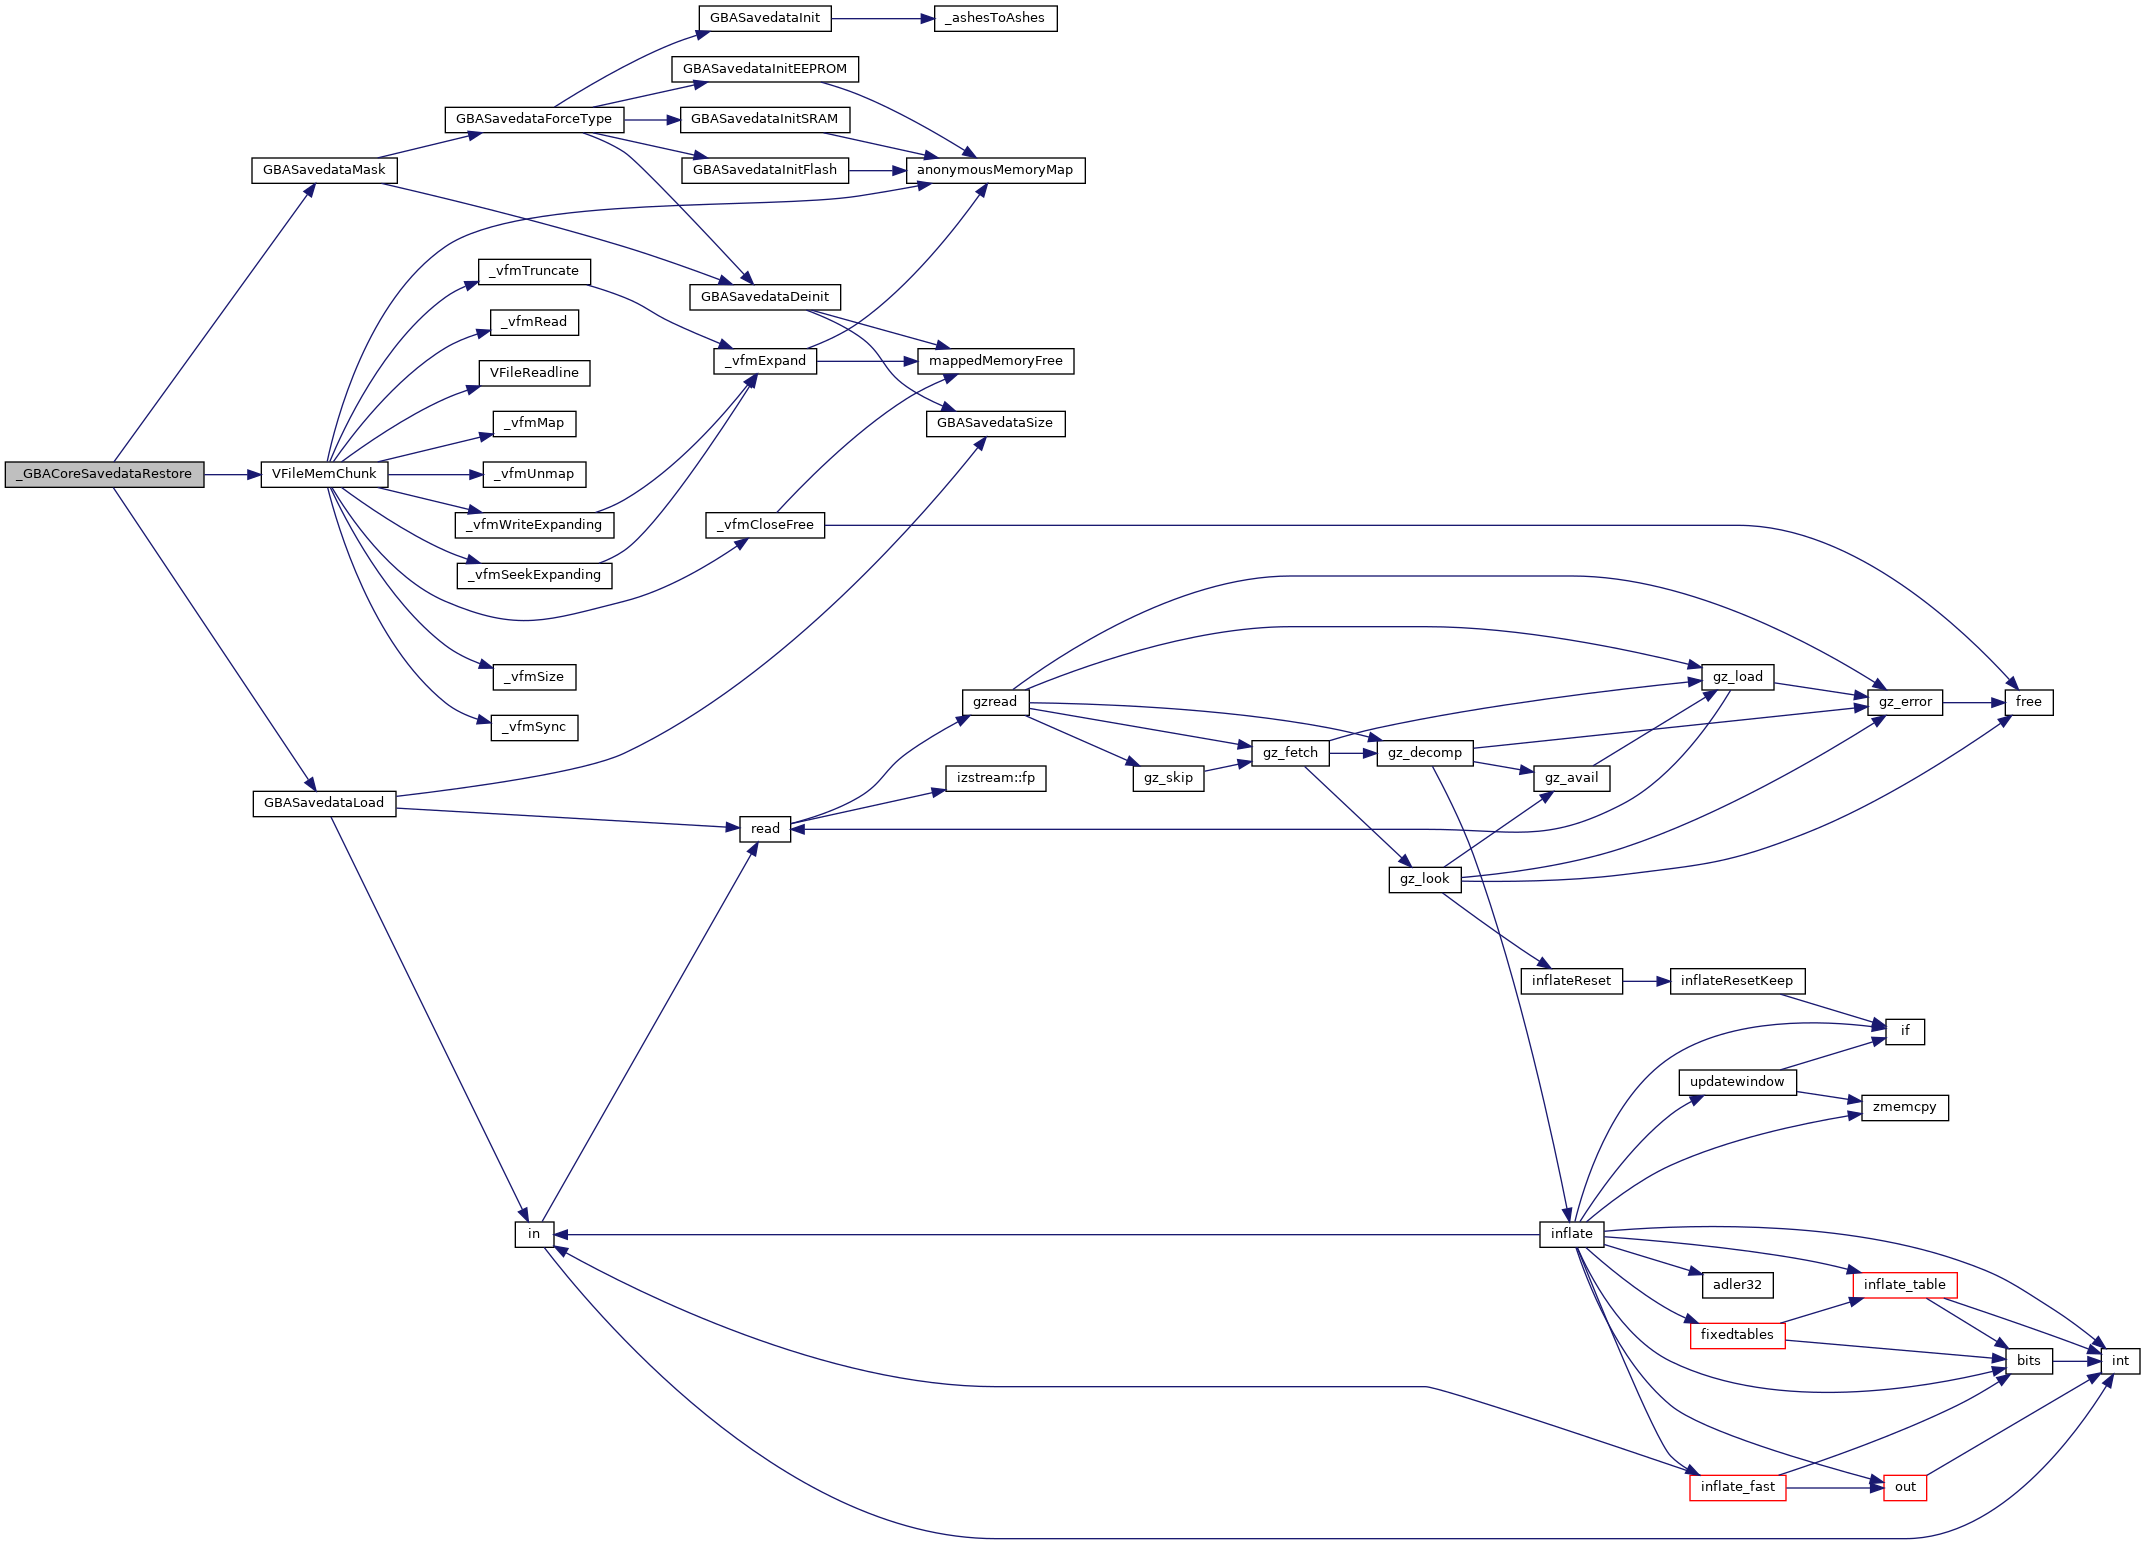 GBASavedataInit
_ashesToAshes
GBASavedataInitEEPROM
GBASavedataForceType
GBASavedataInitSRAM
GBASavedataMask
GBASavedataInitFlash
anonymousMemoryMap
_vfmTruncate
GBASavedataDeinit
_vfmRead
_vfmExpand
mappedMemoryFree
VFileReadline
_vfmMap
GBASavedataSize
_GBACoreSavedataRestore
VFileMemChunk
_vfmUnmap
_vfmWriteExpanding
_vfmCloseFree
_vfmSeekExpanding
_vfmSize
gz_load
gzread
gz_error
free
_vfmSync
gz_fetch
gz_decomp
izstream::fp
gz_skip
gz_avail
GBASavedataLoad
read
gz_look
inflateReset
inflateResetKeep
if
updatewindow
zmemcpy
in
inflate
adler32
inflate_table
fixedtables
bits
int
inflate_fast
out